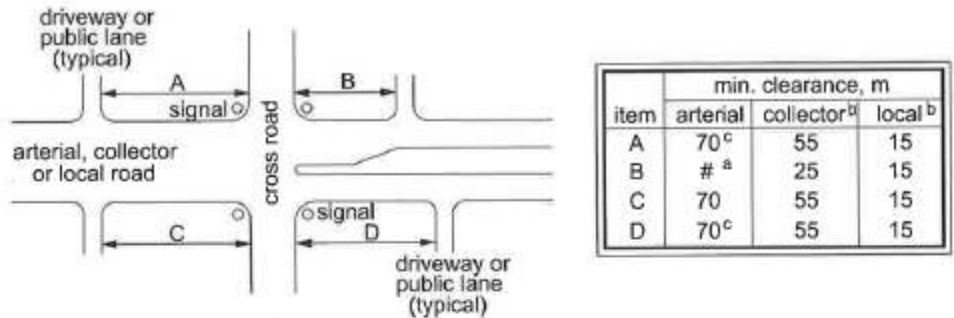 driveway or
public lane
(typical)
A
B
signal
arterial, collector
or local road
cross road
signal
C
D
driveway or
public lane
(typical)
min. clearance, m
item arterial collector b local b
A 70 c 55 15
B # a 25 15
C 70 55 15
D 70 c 55 15